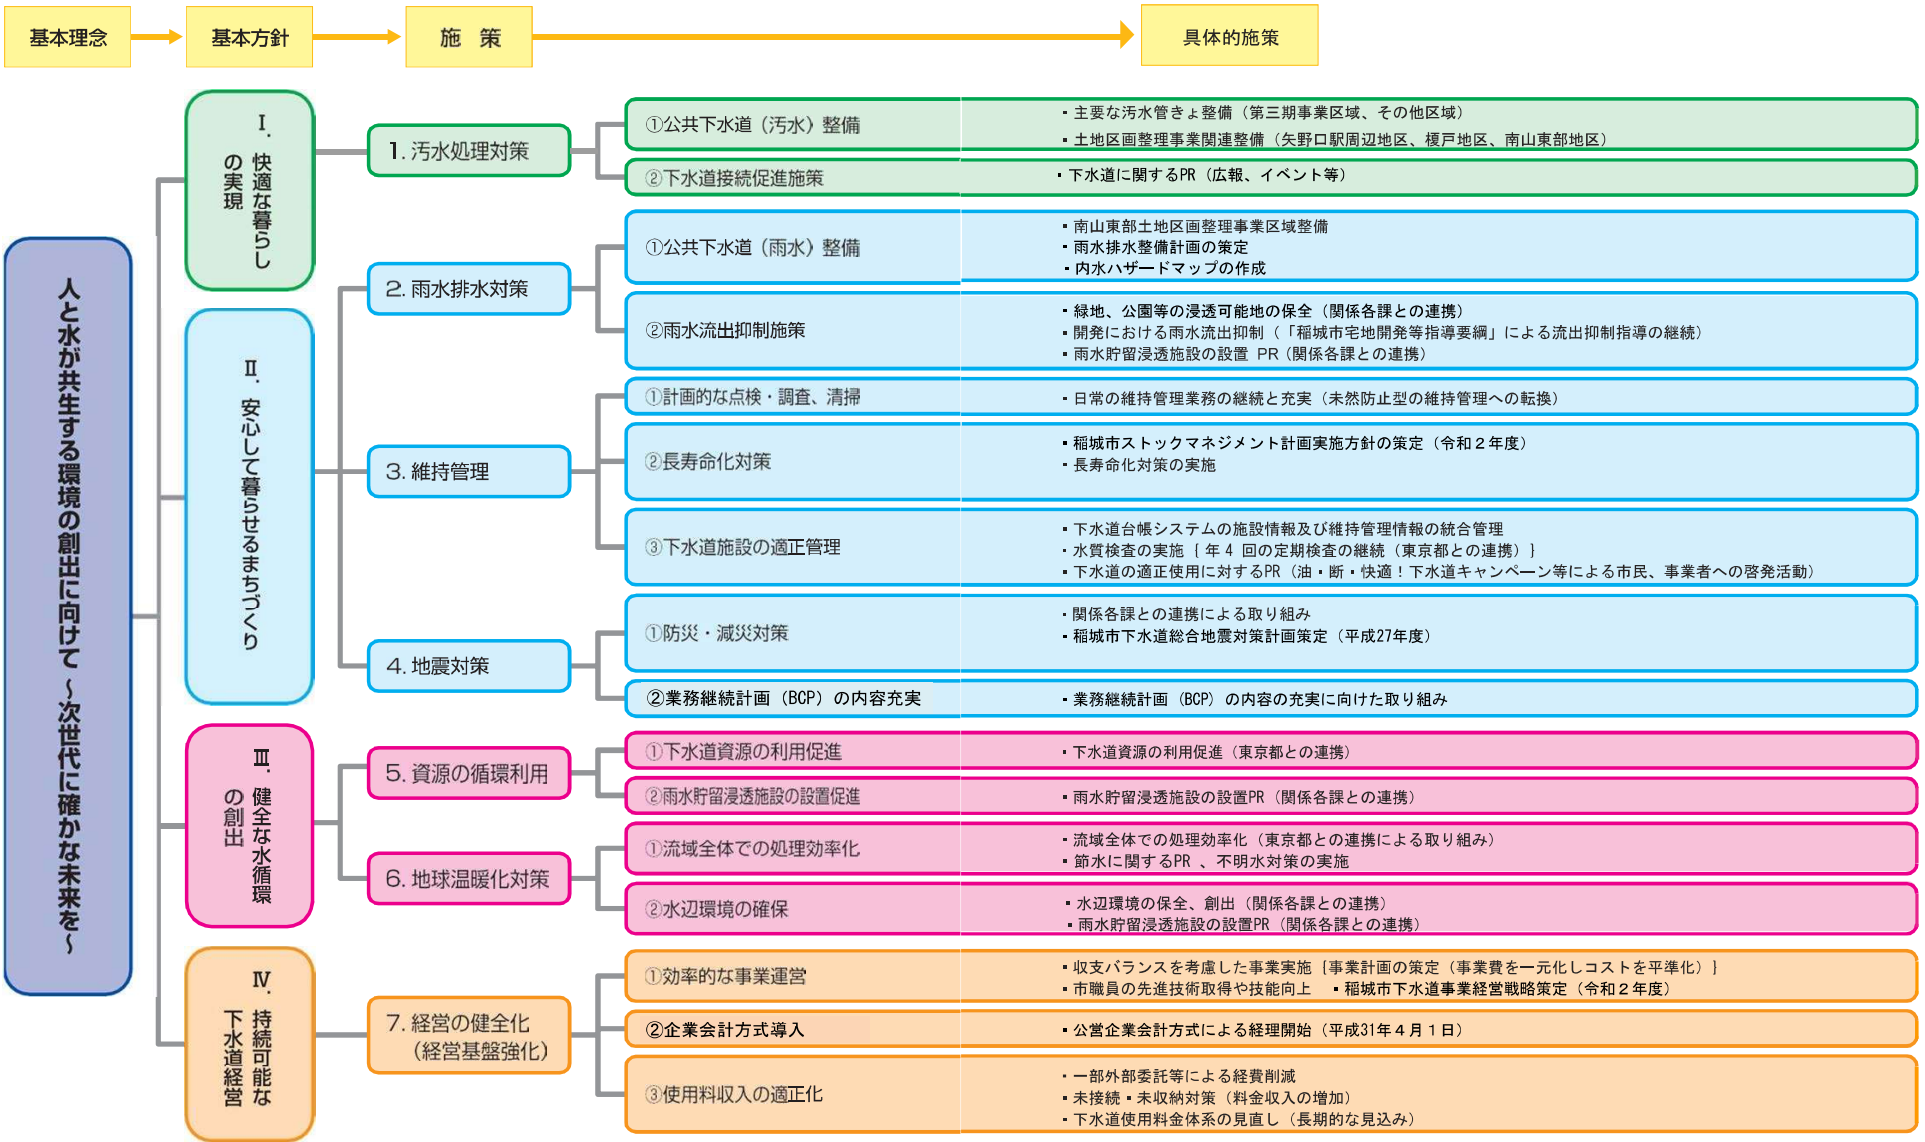 基本理念
基本方針
施　策
具体的施策
人と水が共生する環境の創出に向けて ～次世代に確かな未来を～
Ⅰ．快適な暮らし
の実現
1. 汚水処理対策
①公共下水道（汚水）整備
・主要な汚水管きょ整備（第三期事業区域、その他区域）
・土地区画整理事業関連整備（矢野口駅周辺地区、榎戸地区、南山東部地区）
②下水道接続促進施策
・下水道に関するPR（広報、イベント等）
Ⅱ．安心して暮らせるまちづくり
2. 雨水排水対策
①公共下水道（雨水）整備
・南山東部土地区画整理事業区域整備
・雨水排水整備計画の策定
・内水ハザードマップの作成
②雨水流出抑制施策
・緑地、公園等の浸透可能地の保全（関係各課との連携）
・開発における雨水流出抑制（「稲城市宅地開発等指導要綱」による流出抑制指導の継続）
・雨水貯留浸透施設の設置 PR（関係各課との連携）
3. 維持管理
①計画的な点検・調査、清掃
・日常の維持管理業務の継続と充実（未然防止型の維持管理への転換）
②長寿命化対策
・稲城市ストックマネジメント計画実施方針の策定（令和２年度）
・長寿命化対策の実施
③下水道施設の適正管理
・下水道台帳システムの施設情報及び維持管理情報の統合管理
・水質検査の実施 { 年 4 回の定期検査の継続（東京都との連携）}
・下水道の適正使用に対するPR（油・断・快適！下水道キャンペーン等による市民、事業者への啓発活動）
4. 地震対策
①防災・減災対策
・関係各課との連携による取り組み
・稲城市下水道総合地震対策計画策定（平成27年度）
②業務継続計画（BCP）の内容充実
・業務継続計画（BCP）の内容の充実に向けた取り組み
Ⅲ．健全な水循環
の創出
5. 資源の循環利用
①下水道資源の利用促進
・下水道資源の利用促進（東京都との連携）
②雨水貯留浸透施設の設置促進
・雨水貯留浸透施設の設置PR（関係各課との連携）
6. 地球温暖化対策
①流域全体での処理効率化
・流域全体での処理効率化（東京都との連携による取り組み）
・節水に関するPR 、不明水対策の実施
②水辺環境の確保
・水辺環境の保全、創出（関係各課との連携）
・雨水貯留浸透施設の設置PR（関係各課との連携）
Ⅳ．持続可能な
下水道経営
7. 経営の健全化
（経営基盤強化）
①効率的な事業運営
・収支バランスを考慮した事業実施 {事業計画の策定（事業費を一元化しコストを平準化）}
・市職員の先進技術取得や技能向上　・稲城市下水道事業経営戦略策定（令和２年度）
②企業会計方式導入
・公営企業会計方式による経理開始（平成31年４月１日）
③使用料収入の適正化
・一部外部委託等による経費削減
・未接続・未収納対策（料金収入の増加）
・下水道使用料金体系の見直し（長期的な見込み）